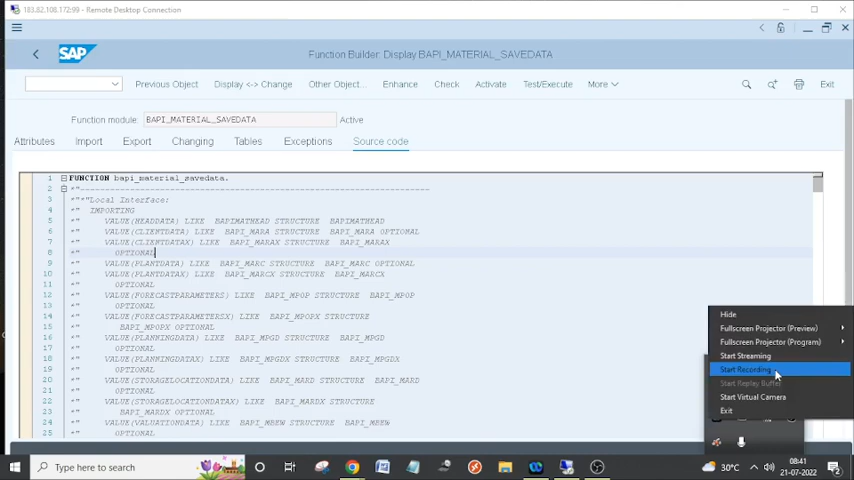 183.82.108.172:99 - Remote Desktop Connection
SAP
Function Builder: Display BAPI_MATERIAL_SAVEDATA
Previous Object Display <-> Change Other Object... Enhance Check Activate Test/Execute More Exit
Function module: BAPI_MATERIAL_SAVEDATA Active
Attributes Import Export Changing Tables Exceptions Source code
1 FUNCTION bapi_material_savedata.
2 *"----------------------------------------------------------------------
3 *"*"Local Interface:
4 *" IMPORTING
5 *" VALUE(HEADDATA) LIKE BAPIMATHEAD STRUCTURE BAPIMATHEAD
6 *" VALUE(CLIENTDATA) LIKE BAPI_MARA STRUCTURE BAPI_MARA OPTIONAL
7 *" VALUE(CLIENTDATAX) LIKE BAPI_MARAX STRUCTURE BAPI_MARAX
8 *" OPTIONAL
9 *" VALUE(PLANTDATA) LIKE BAPI_MARC STRUCTURE BAPI_MARC OPTIONAL
10 *" VALUE(PLANTDATAX) LIKE BAPI_MARCX STRUCTURE BAPI_MARCX
11 *" OPTIONAL
12 *" VALUE(FORECASTPARAMETERS) LIKE BAPI_MPOP STRUCTURE BAPI_MPOP
13 *" OPTIONAL
14 *" VALUE(FORECASTPARAMETERSX) LIKE BAPI_MPOPX STRUCTURE
15 *" BAPI_MPOPX OPTIONAL
16 *" VALUE(PLANNINGDATA) LIKE BAPI_MPGD STRUCTURE BAPI_MPGD
17 *" OPTIONAL
18 *" VALUE(PLANNINGDATAX) LIKE BAPI_MPGDX STRUCTURE BAPI_MPGDX
19 *" OPTIONAL
20 *" VALUE(STORAGELOCATIONDATA) LIKE BAPI_MARD STRUCTURE BAPI_MARD
21 *" OPTIONAL
22 *" VALUE(STORAGELOCATIONDATAX) LIKE BAPI_MARDX STRUCTURE
23 *" BAPI_MARDX OPTIONAL
24 *" VALUE(VALUATIONDATA) LIKE BAPI_MBEW STRUCTURE BAPI_MBEW
25 *" OPTIONAL
Hide
Fullscreen Projector (Preview)
Fullscreen Projector (Program)
Start Streaming
Start Recording
Start Replay Buffer
Start Virtual Camera
Exit
Type here to search
30°C
08:41
21-07-2022
2